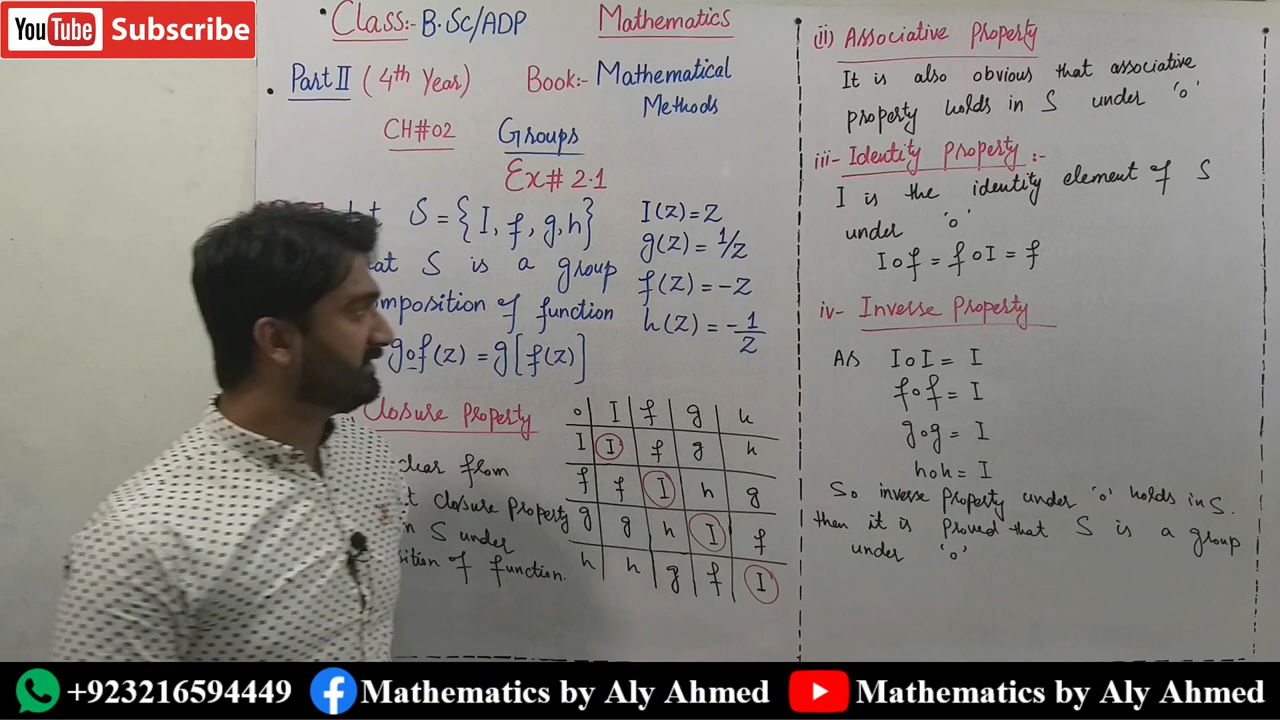 YouTube Subscribe
Class:- B.Sc/ADP Mathematics
Part II (4th Year) Book:- Mathematical
Methods
CH#02 Groups
Ex# 2.1
S = {I, f, g, h}
S is a group
of function
gof(z) = g[f(z)]
I(z) = z
g(z) = 1/z
f(z) = -z
h(z) = -1/z
Closure Property
from
closure property
S under
of function.
o | I | f | g | h
I | I | f | g | h
f | f | I | h | g
g | g | h | I | f
h | h | g | f | I
(ii) Associative Property
It is also obvious that associative
property holds in S under 'o'
iii- Identity Property :-
I is the identity element of S
under 'o'
I o f = f o I = f
iv- Inverse Property
As I o I = I
f o f = I
g o g = I
h o h = I
So inverse property under 'o' holds in S.
then it is proved that S is a group
under 'o'
+923216594449 Mathematics by Aly Ahmed Mathematics by Aly Ahmed